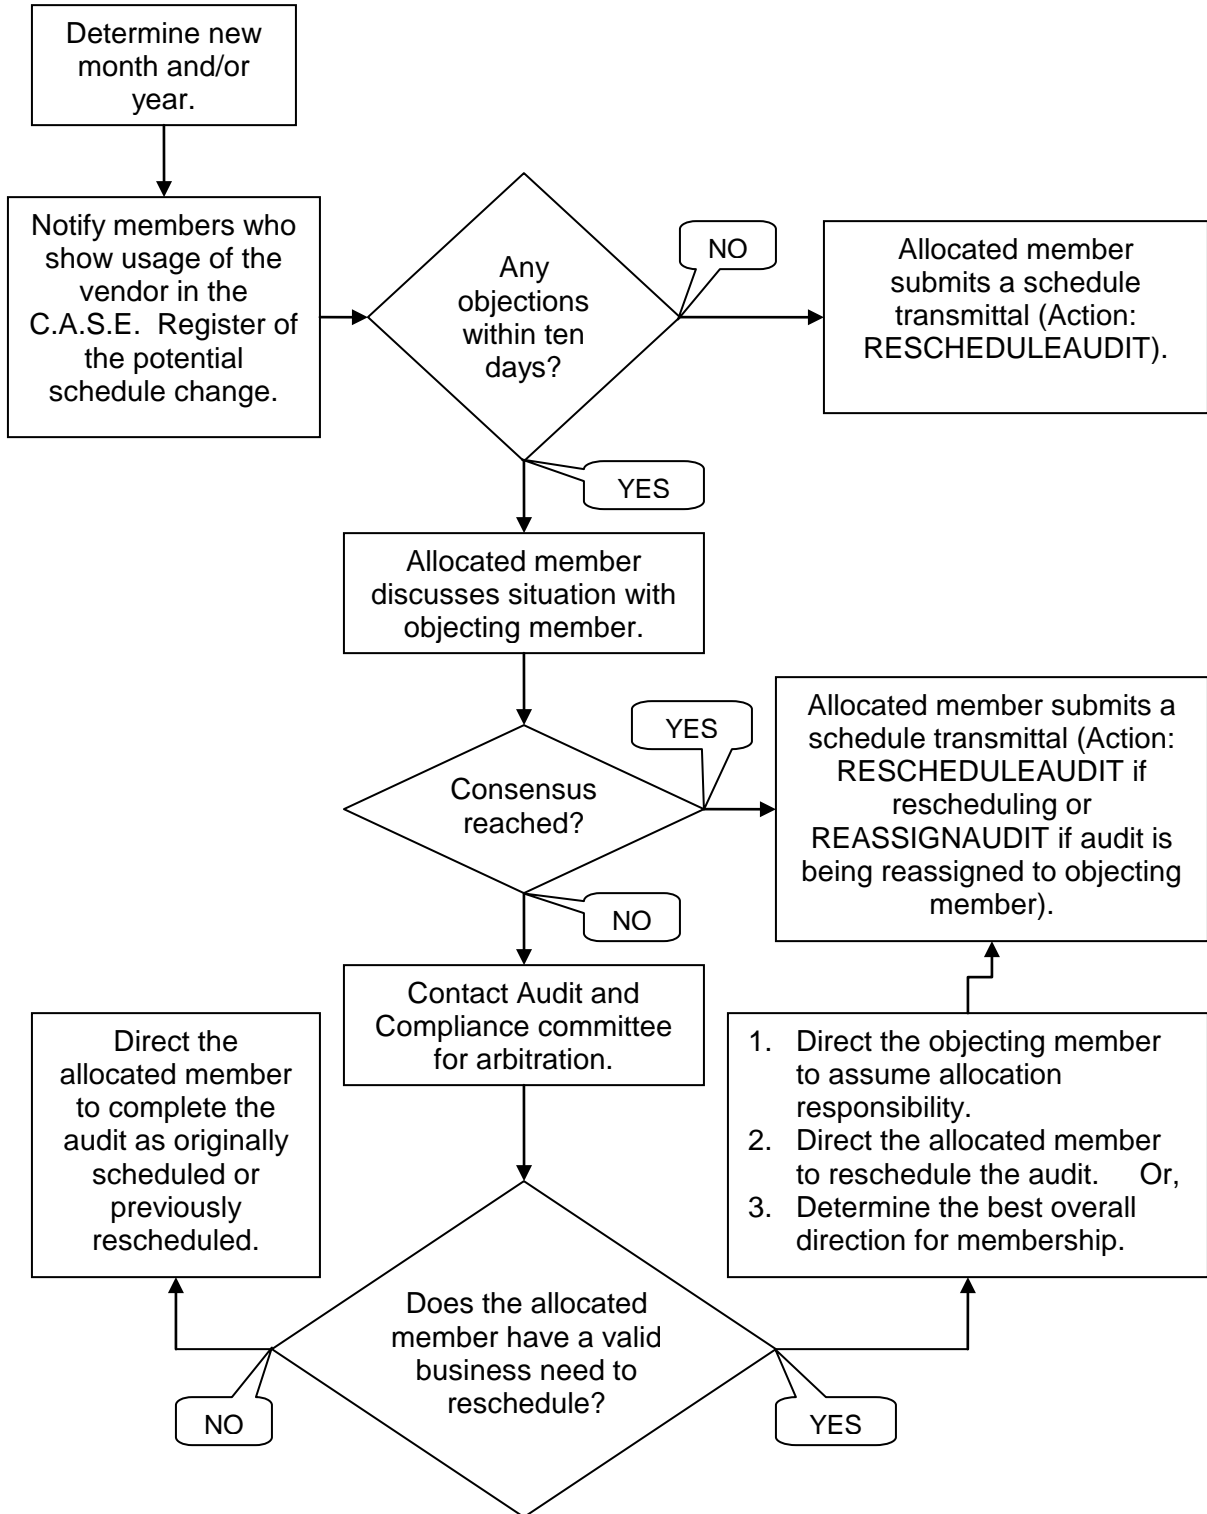 Determine new
month and/or
year.
Notify members who
show usage of the
vendor in the
C.A.S.E.  Register of
the potential
schedule change.
Any
objections
within ten
days?
NO
Allocated member
submits a schedule
transmittal (Action:
RESCHEDULEAUDIT).
YES
Allocated member
discusses situation with
objecting member.
Consensus
reached?
YES
Allocated member submits a
schedule transmittal (Action:
RESCHEDULEAUDIT if
rescheduling or
REASSIGNAUDIT if audit is
being reassigned to objecting
member).
NO
Contact Audit and
Compliance committee
for arbitration.
Direct the
allocated member
to complete the
audit as originally
scheduled or
previously
rescheduled.
1. Direct the objecting member
to assume allocation
responsibility.
2. Direct the allocated member
to reschedule the audit.    Or,
3. Determine the best overall
direction for membership.
Does the allocated
member have a valid
business need to
reschedule?
NO
YES